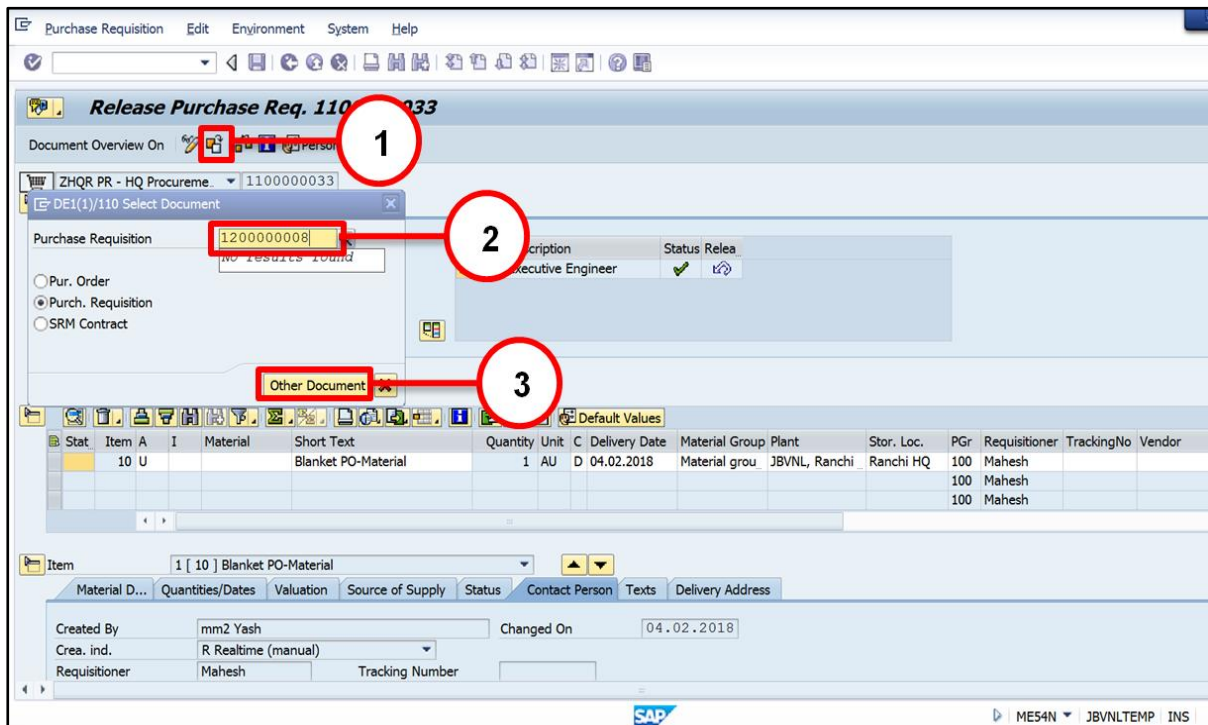 Purchase Requisition Edit Environment System Help
Release Purchase Req. 110 033
Document Overview On Person
1
ZHQR PR - HQ Procureme.. 1100000033
DE1(1)/110 Select Document
Purchase Requisition 1200000008
No results found
2
Status Relea
Executive Engineer
Pur. Order
Purch. Requisition
SRM Contract
Other Document
3
Default Values
Stat Item A I Material Short Text Quantity Unit C Delivery Date Material Group Plant Stor. Loc. PGr Requisitioner TrackingNo Vendor
10 U Blanket PO-Material 1 AU D 04.02.2018 Material grou JBVNL, Ranchi Ranchi HQ 100 Mahesh
100 Mahesh
100 Mahesh
Item 1 [ 10 ] Blanket PO-Material
Material D... Quantities/Dates Valuation Source of Supply Status Contact Person Texts Delivery Address
Created By mm2 Yash Changed On 04.02.2018
Crea. ind. R Realtime (manual)
Requisitioner Mahesh Tracking Number
SAP ME54N JBVNLTEMP INS